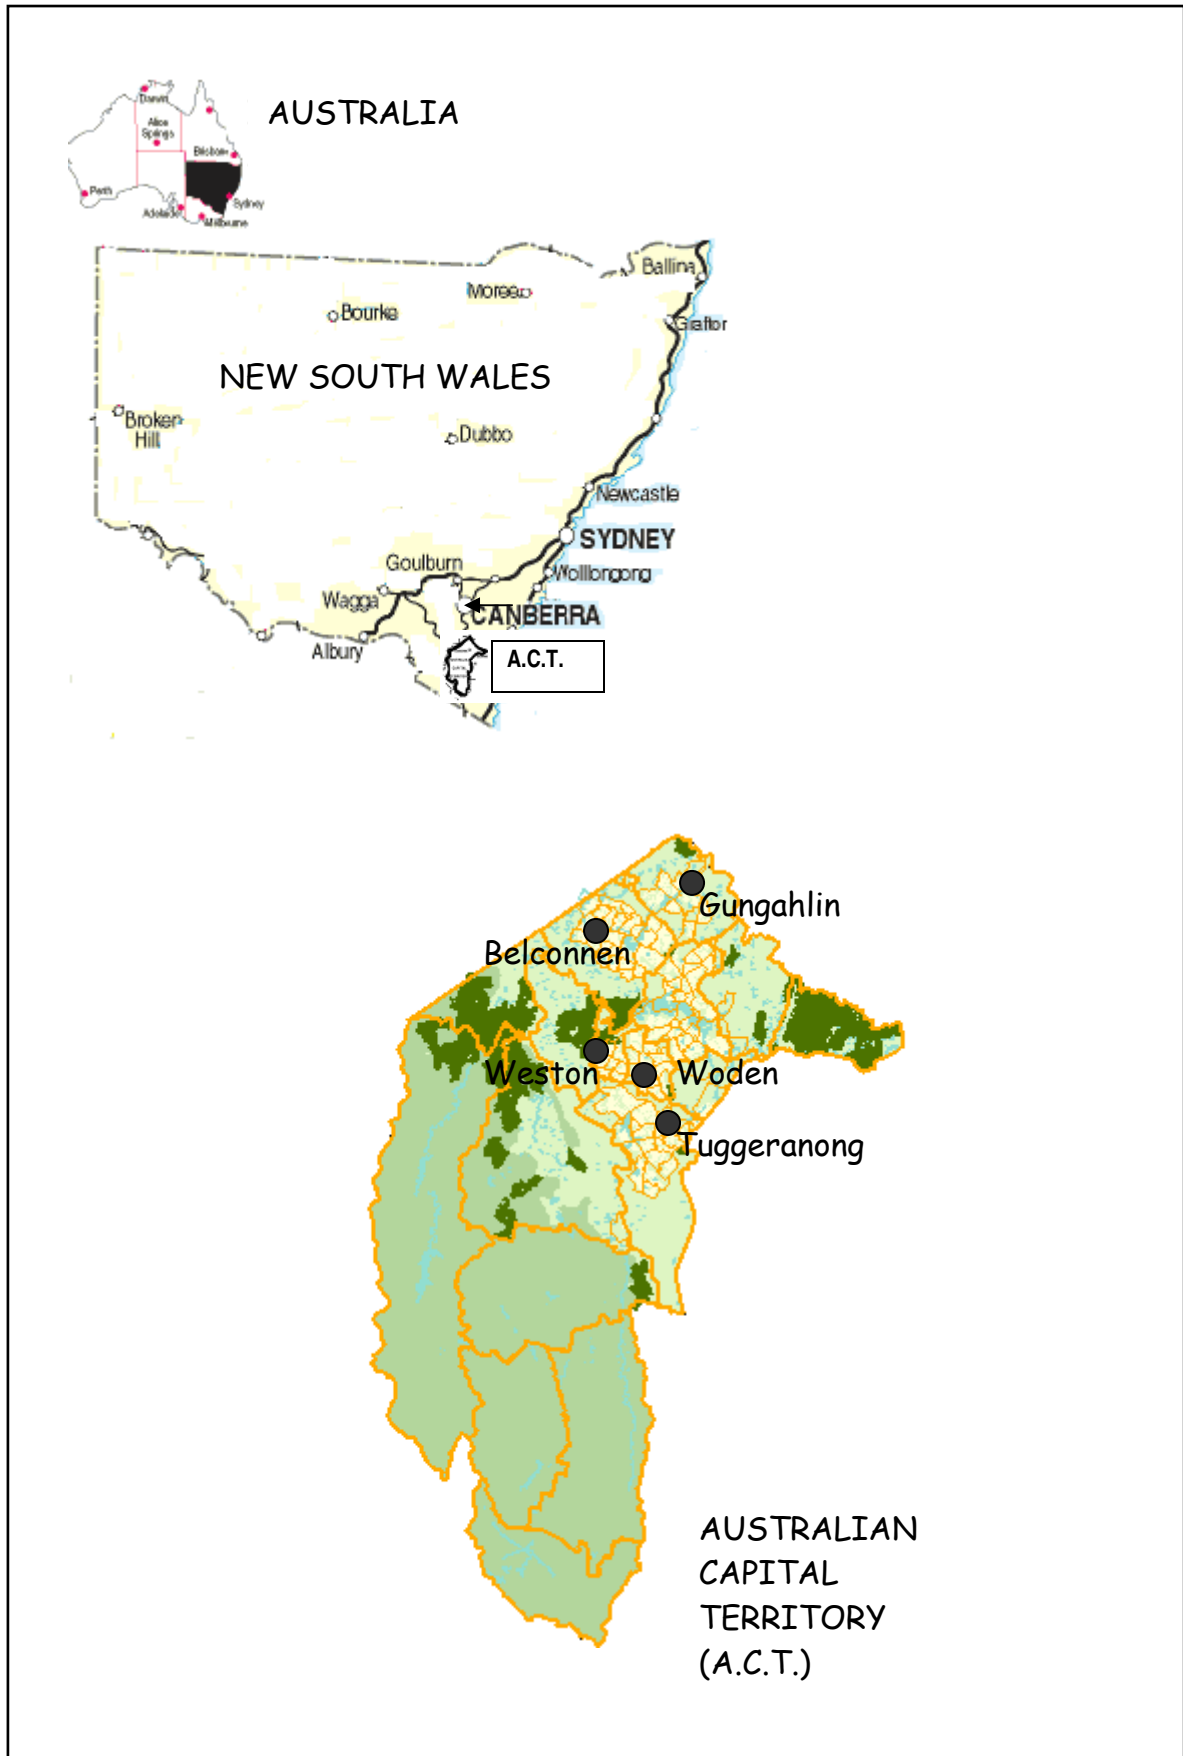 AUSTRALIA
Darwin
Alice
Springs
Brisbane
Perth
Sydney
Adelaide
Melbourne
Ballina
Moree
Bourke
Grafton
NEW SOUTH WALES
Broken
Hill
Dubbo
Newcastle
SYDNEY
Goulburn
Wolllongong
Wagga
CANBERRA
Albury
A.C.T.
Gungahlin
Belconnen
Weston
Woden
Tuggeranong
AUSTRALIAN
CAPITAL
TERRITORY
(A.C.T.)